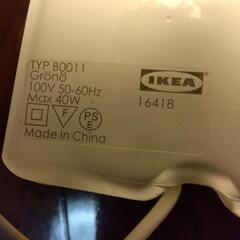 TYP B0011
Grönö
100V 50-60Hz
Max 40W
F
PS
E
Made in China
IKEA
16418